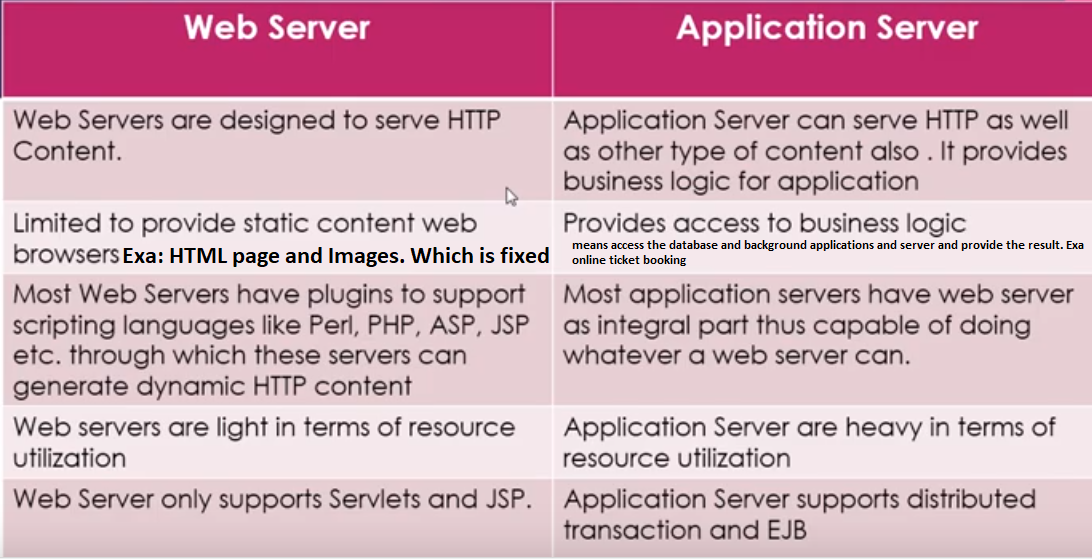 Web Server
Application Server
Web Servers are designed to serve HTTP
Content.
Application Server can serve HTTP as well
as other type of content also . It provides
business logic for application
Limited to provide static content web
browsers Exa: HTML page and Images. Which is fixed
Provides access to business logic
means access the database and background applications and server and provide the result. Exa
online ticket booking
Most Web Servers have plugins to support
scripting languages like Perl, PHP, ASP, JSP
etc. through which these servers can
generate dynamic HTTP content
Most application servers have web server
as integral part thus capable of doing
whatever a web server can.
Web servers are light in terms of resource
utilization
Application Server are heavy in terms of
resource utilization
Web Server only supports Servlets and JSP.
Application Server supports distributed
transaction and EJB